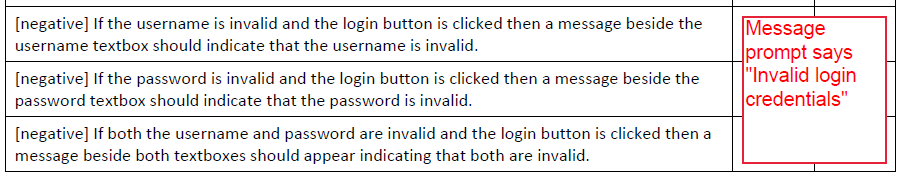 [negative] If the username is invalid and the login button is clicked then a message beside the
username textbox should indicate that the username is invalid.
[negative] If the password is invalid and the login button is clicked then a message beside the
password textbox should indicate that the password is invalid.
[negative] If both the username and password are invalid and the login button is clicked then a
message beside both textboxes should appear indicating that both are invalid.
Message
prompt says
"Invalid login
credentials"